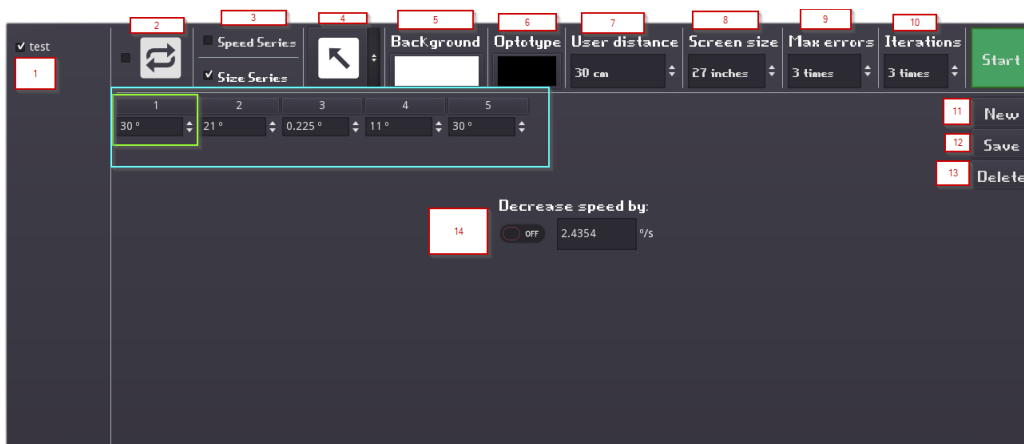 2 3 4 5 6 7 8 9 10
test Speed Series Background Optotype User distance Screen size Max errors Iterations
1 Size Series 30 cm 27 inches 3 times 3 times Start
1 2 3 4 5
30 ° 21 ° 0.225 ° 11 ° 30 °
11 New
12 Save
13 Delete
Decrease speed by:
14 OFF 2.4354 °/s